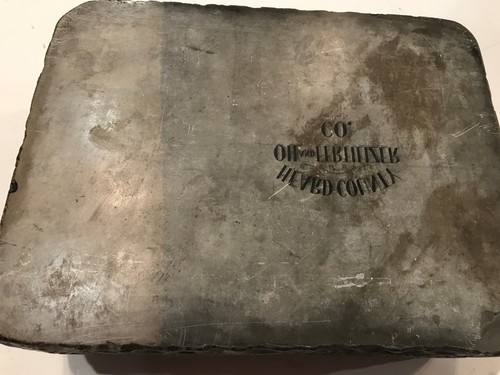 HEARD COUNTY
OIL AND FERTILIZER
CO.